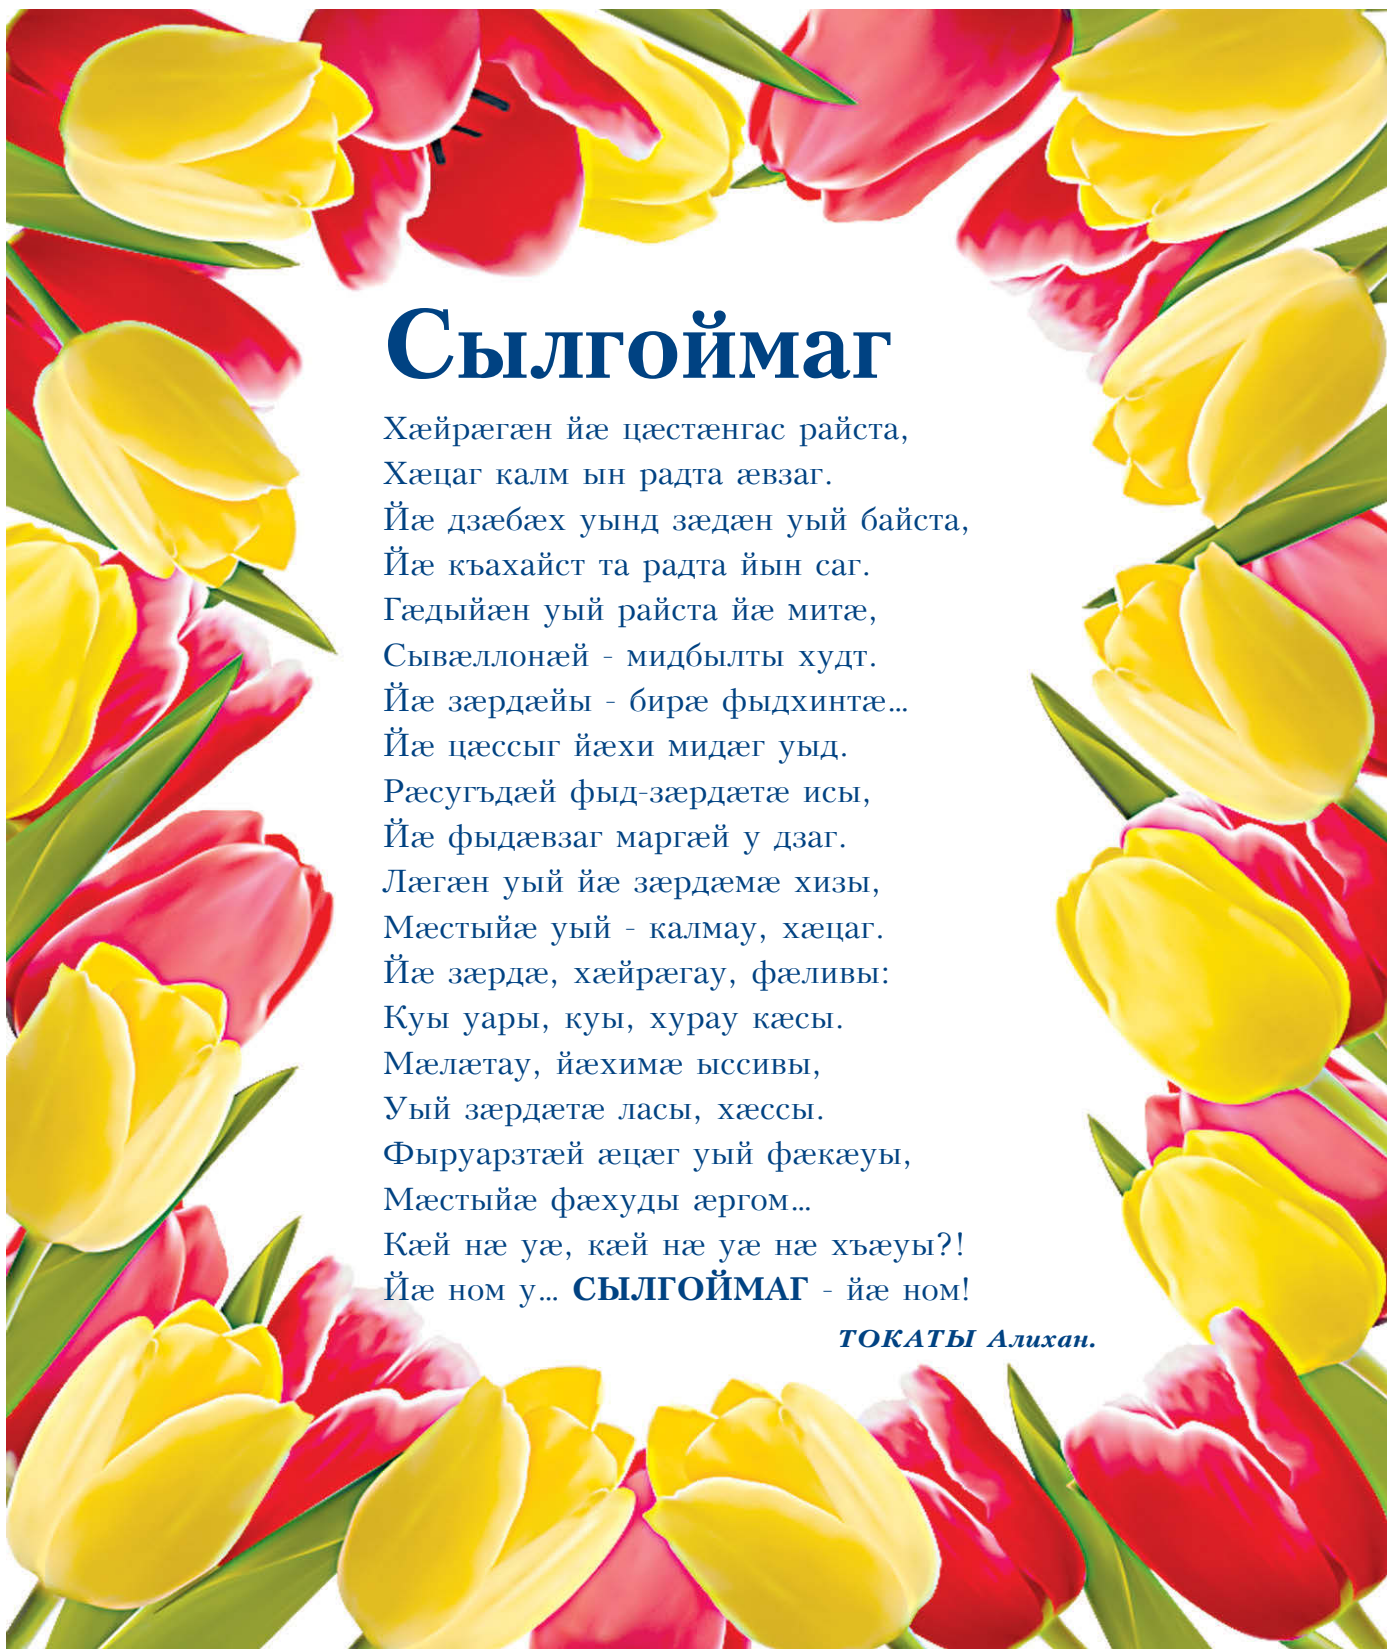 Сылгоймаг
Хæйрæгæн йæ цæстæнгас райста,
Хæцаг калм ын радта æвзаг.
Йæ дзæбæх уынд зæдæн уый байста,
Йæ къахайст та радта йын саг.
Гæдыйæн уый райста йæ митæ,
Сывæллонæй - мидбылты худт.
Йæ зæрдæйы - бирæ фыдхинтæ...
Йæ цæссыг йæхи мидæг уыд.
Рæсугъдæй фыд-зæрдæтæ исы,
Йæ фыдæвзаг маргæй у дзаг.
Лæгæн уый йæ зæрдæмæ хизы,
Мæстыйæ уый - калмау, хæцаг.
Йæ зæрдæ, хæйрæгау, фæливы:
Куы уары, куы, хурау кæсы.
Мæлæтау, йæхимæ ыссивы,
Уый зæрдæтæ ласы, хæссы.
Фыруарзтæй æцæг уый фæкæуы,
Мæстыйæ фæхуды æргом...
Кæй нæ уæ, кæй нæ уæ нæ хъæуы?!
Йæ ном у... СЫЛГОЙМАГ - йæ ном!
ТОКАТЫ Алихан.